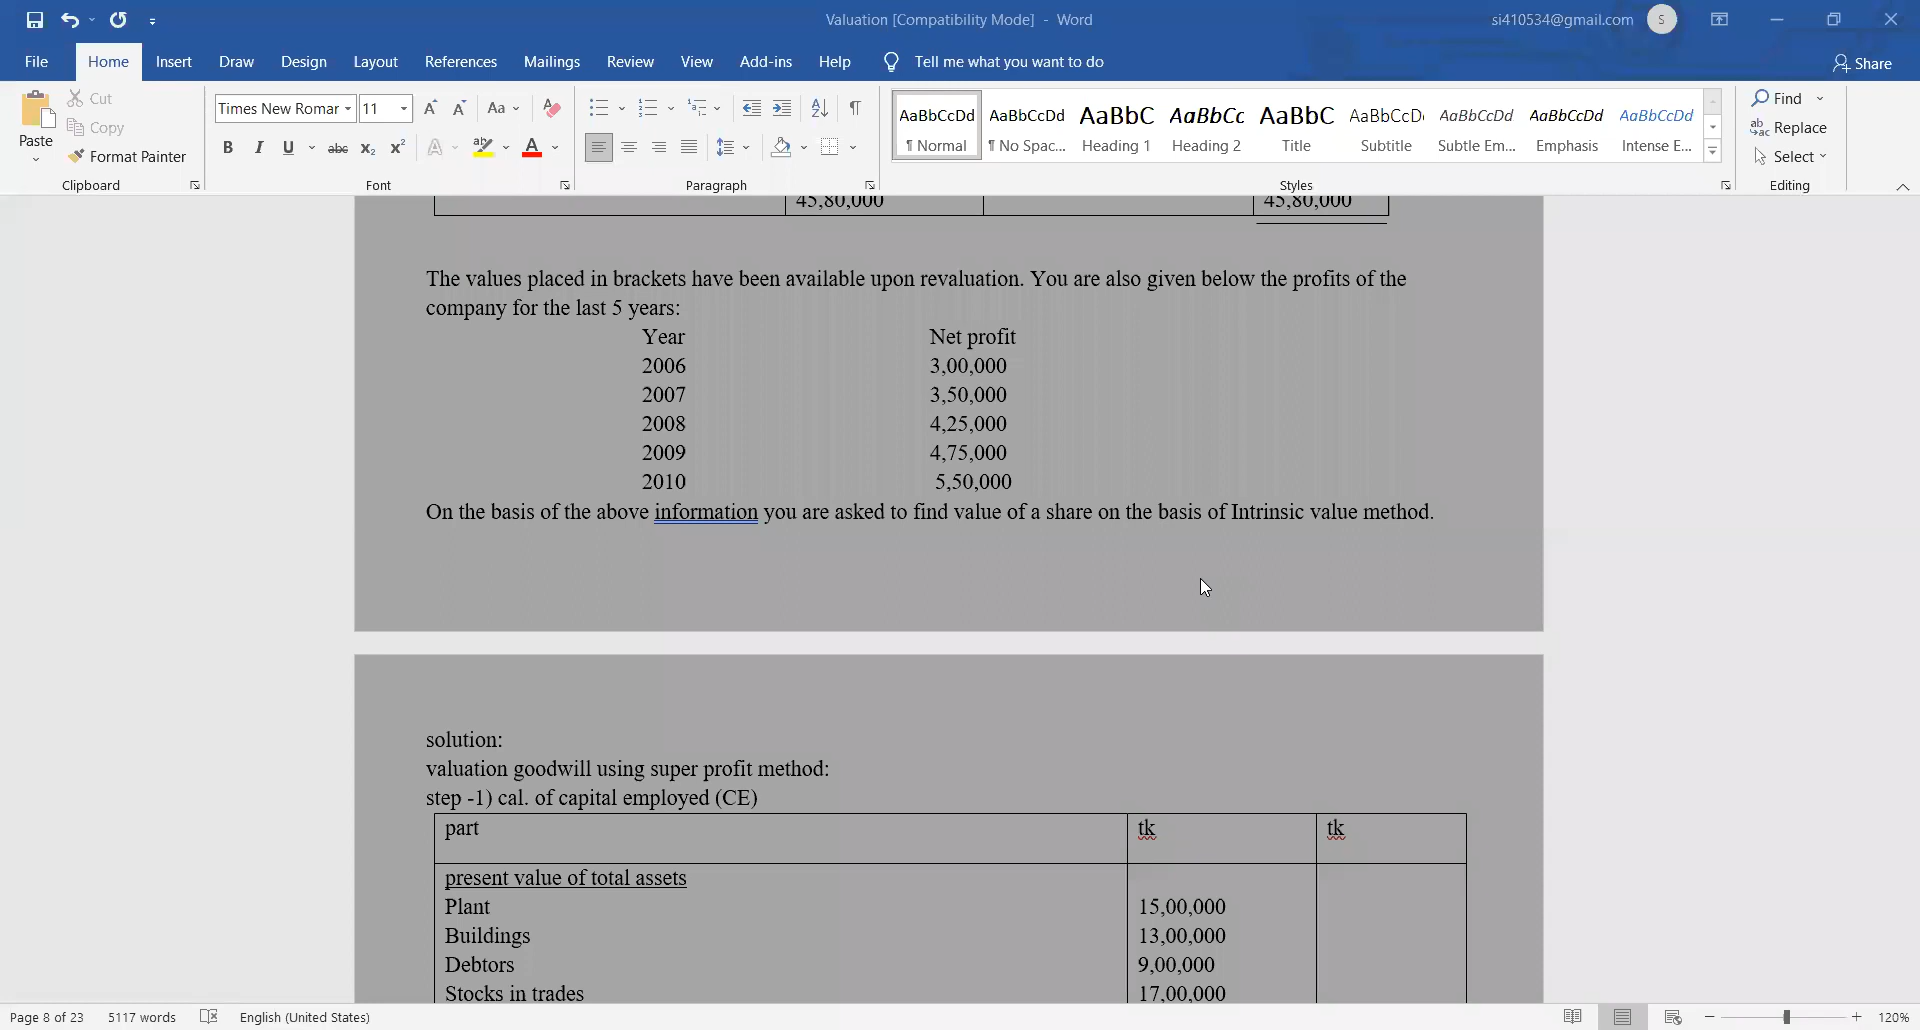 Valuation [Compatibility Mode] - Word
si410534@gmail.com
S
File Home Insert Draw Design Layout References Mailings Review View Add-ins Help Tell me what you want to do
Share
Paste
Cut
Copy
Format Painter
Clipboard
Times New Romar 11
Aa
B I U abc x₂ x²
A
A
Font
Paragraph
AaBbCcDd AaBbCcDd AaBbC AaBbCc AaBbC AaBbCcD AaBbCcDd AaBbCcDd AaBbCcDd
¶ Normal ¶ No Spac... Heading 1 Heading 2 Title Subtitle Subtle Em... Emphasis Intense E...
Styles
Find
Replace
Select
Editing
45,80,000 45,80,000
The values placed in brackets have been available upon revaluation. You are also given below the profits of the
company for the last 5 years:
Year Net profit
2006 3,00,000
2007 3,50,000
2008 4,25,000
2009 4,75,000
2010 5,50,000
On the basis of the above information you are asked to find value of a share on the basis of Intrinsic value method.
solution:
valuation goodwill using super profit method:
step -1) cal. of capital employed (CE)
part tk tk
present value of total assets
Plant 15,00,000
Buildings 13,00,000
Debtors 9,00,000
Stocks in trades 17,00,000
Page 8 of 23 5117 words English (United States) 120%